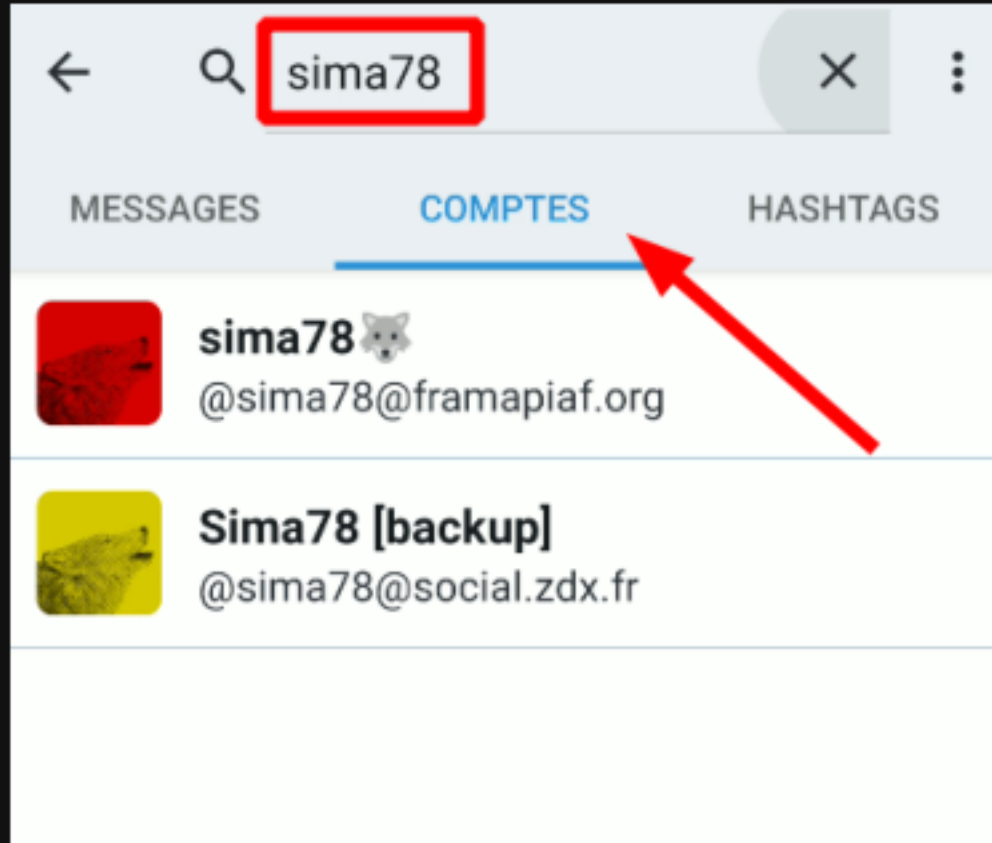 sima78
MESSAGES COMPTES HASHTAGS
sima78🐺
@sima78@framapiaf.org
Sima78 [backup]
@sima78@social.zdx.fr